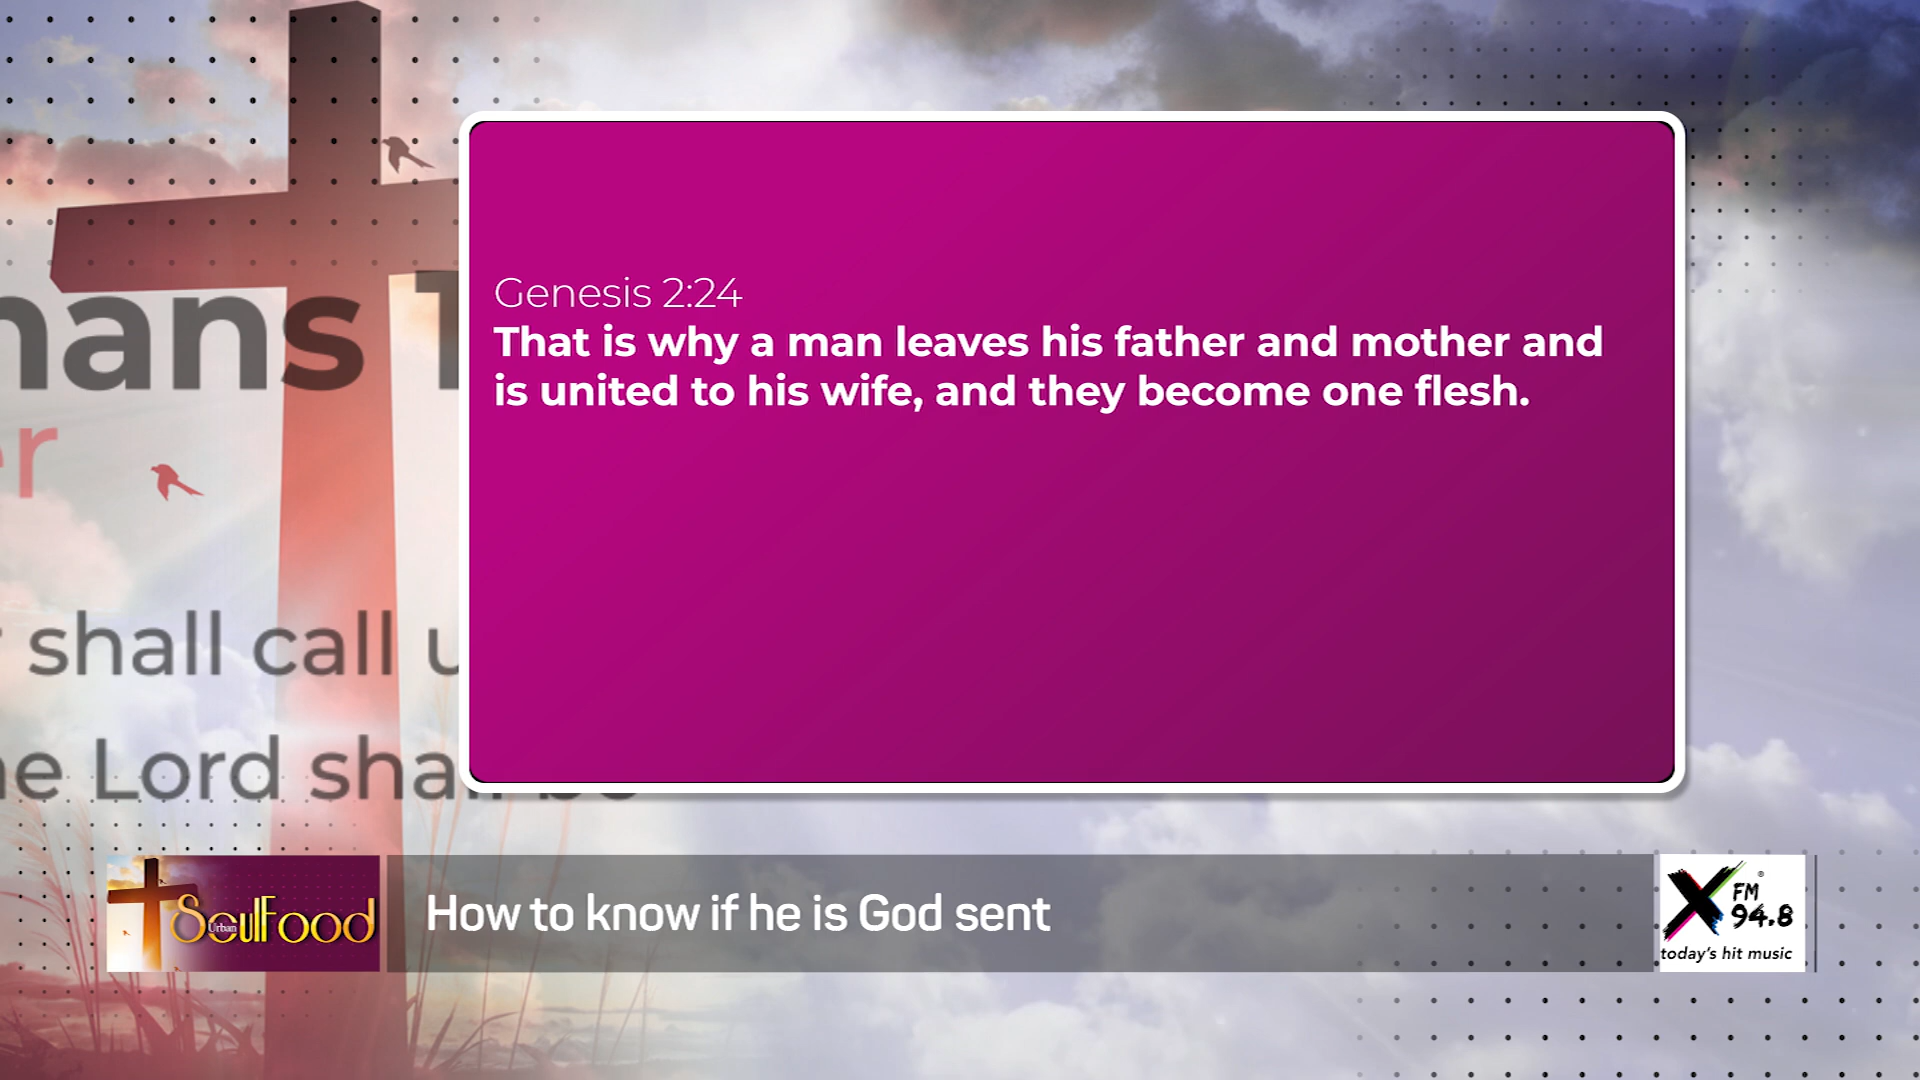 Genesis 2:24
That is why a man leaves his father and mother and
is united to his wife, and they become one flesh.
shall call
Lord
Urban
SoulFood
How to know if he is God sent
X FM
94.8
today's hit music